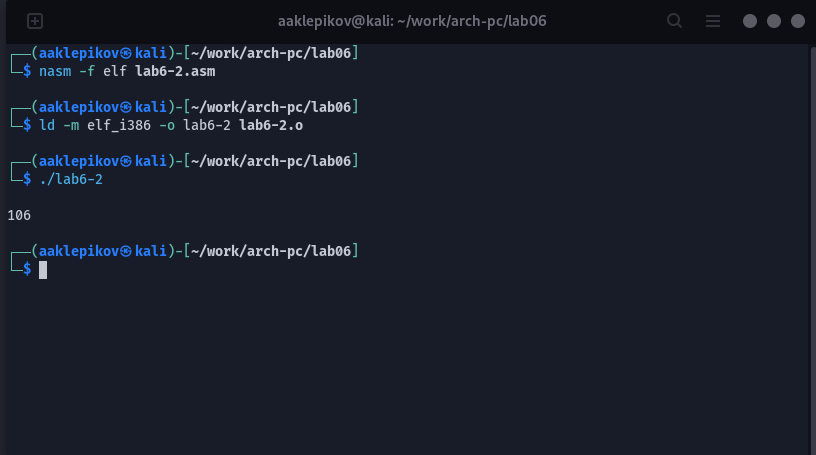 aaklepikov@kali: ~/work/arch-pc/lab06
┌──(aaklepikov㉿kali)-[~/work/arch-pc/lab06]
└─$ nasm -f elf lab6-2.asm
┌──(aaklepikov㉿kali)-[~/work/arch-pc/lab06]
└─$ ld -m elf_i386 -o lab6-2 lab6-2.o
┌──(aaklepikov㉿kali)-[~/work/arch-pc/lab06]
└─$ ./lab6-2
106
┌──(aaklepikov㉿kali)-[~/work/arch-pc/lab06]
└─$